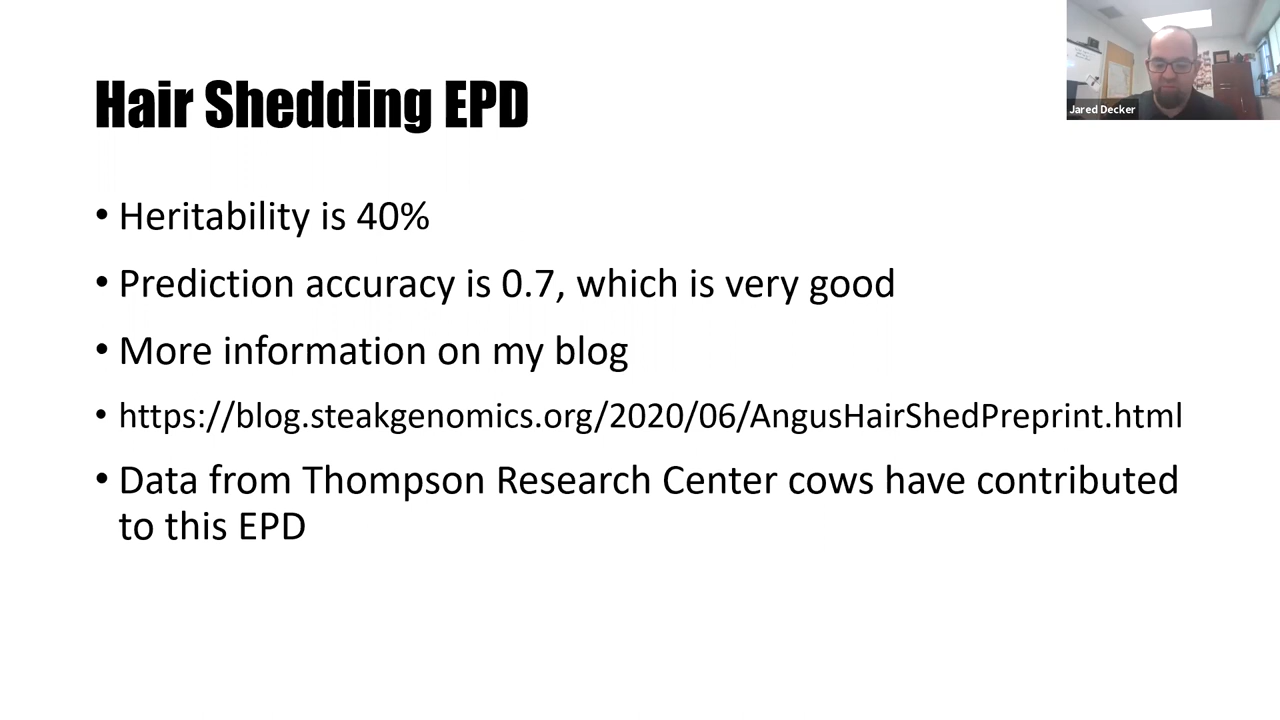 Hair Shedding EPD
Jared Decker
• Heritability is 40%
• Prediction accuracy is 0.7, which is very good
• More information on my blog
• https://blog.steakgenomics.org/2020/06/AngusHairShedPreprint.html
• Data from Thompson Research Center cows have contributed
to this EPD